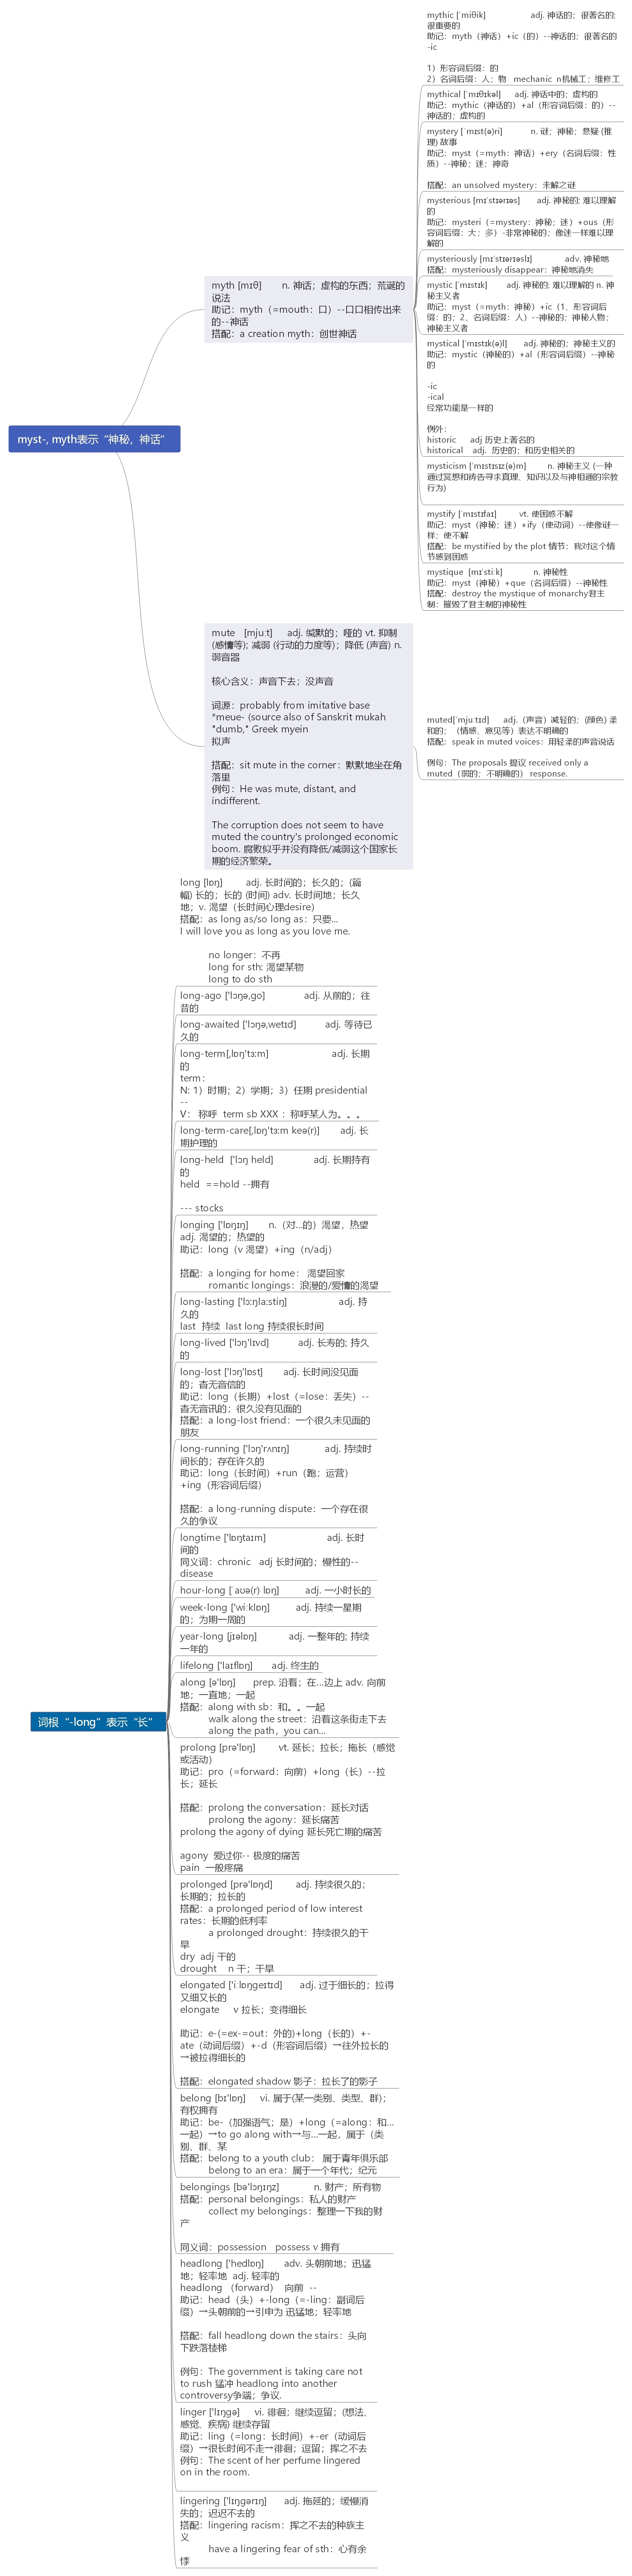 myst-, myth表示“神秘，神话”
myth [mɪθ] n. 神话；虚构的东西；荒诞的
说法
助记：myth（=mouth：口）--口口相传出来
的--神话
搭配：a creation myth：创世神话
mythic [ˈmiθik] adj. 神话的；很著名的;
很重要的
助记：myth（神话）+ic（的）--神话的；很著名的
-ic
1）形容词后缀：的
2）名词后缀：人；物 mechanic n机械工；维修工
mythical [ˈmɪθɪkəl] adj. 神话中的；虚构的
助记：mythic（神话的）+al（形容词后缀：的）--
神话的；虚构的
mystery [ˈmɪst(ə)ri] n. 谜；神秘；悬疑 (推
理) 故事
助记：myst（=myth：神话）+ery（名词后缀：性
质）--神秘；迷；神奇
搭配：an unsolved mystery：未解之谜
mysterious [mɪˈstɪərɪəs] adj. 神秘的; 难以理解
的
助记：mysteri（=mystery：神秘；迷）+ous（形
容词后缀：大；多）-非常神秘的；像迷一样难以理
解的
mysteriously [mɪˈstɪərɪəslɪ] adv. 神秘地
搭配：mysteriously disappear：神秘地消失
mystic [ˈmɪstɪk] adj. 神秘的; 难以理解的 n. 神
秘主义者
助记：myst（=myth：神秘）+ic（1、形容词后
缀：的；2、名词后缀：人）--神秘的；神秘人物；
神秘主义者
mystical [ˈmɪstɪk(ə)l] adj. 神秘的；神秘主义的
助记：mystic（神秘的）+al（形容词后缀）--神秘
的
-ic
-ical
经常功能是一样的
例外：
historic adj 历史上著名的
historical adj. 历史的；和历史相关的
mysticism [ˈmɪstɪsɪz(ə)m] n. 神秘主义 (一种
通过冥想和祷告寻求真理、知识以及与神相通的宗教
行为)
mystify [ˈmɪstɪfaɪ] vt. 使困惑不解
助记：myst（神秘；迷）+ify（使动词）--使像谜一
样；使不解
搭配：be mystified by the plot 情节：我对这个情
节感到困惑
mystique [mɪˈstiːk] n. 神秘性
助记：myst（神秘）+que（名词后缀）--神秘性
搭配：destroy the mystique of monarchy君主
制：摧毁了君主制的神秘性
mute [mjuːt] adj. 缄默的；哑的 vt. 抑制
(感情等); 减弱 (行动的力度等)；降低 (声音) n.
弱音器
核心含义：声音下去；没声音
词源：probably from imitative base
*meue- (source also of Sanskrit mukah
"dumb," Greek myein
拟声
搭配：sit mute in the corner：默默地坐在角
落里
例句：He was mute, distant, and
indifferent.
The corruption does not seem to have
muted the country's prolonged economic
boom. 腐败似乎并没有降低/减弱这个国家长
期的经济繁荣。
muted[ˈmjuːtɪd] adj.（声音）减轻的；(颜色) 柔
和的；（情感、意见等）表达不明确的
搭配：speak in muted voices：用轻柔的声音说话
例句：The proposals 提议 received only a
muted（弱的；不明确的） response.
词根“-long”表示“长”
long [lɒŋ] adj. 长时间的；长久的；(篇
幅) 长的；长的 (时间) adv. 长时间地；长久
地；v. 渴望（长时间心理desire）
搭配：as long as/so long as：只要...
I will love you as long as you love me.
no longer：不再
long for sth: 渴望某物
long to do sth
long-ago ['lɔŋə,go] adj. 从前的；往
昔的
long-awaited ['lɔŋə,wetɪd] adj. 等待已
久的
long-term[,lɒŋ'tɜːm] adj. 长期
的
term：
N: 1）时期；2）学期；3）任期 presidential
--
V： 称呼 term sb XXX ：称呼某人为。。。
long-term-care[,lɒŋ'tɜːm keə(r)] adj. 长
期护理的
long-held ['lɔŋ held] adj. 长期持有
的
held ==hold --拥有
--- stocks
longing ['lɒŋɪŋ] n.（对...的）渴望，热望
adj. 渴望的；热望的
助记：long（v 渴望）+ing（n/adj）
搭配：a longing for home： 渴望回家
romantic longings：浪漫的/爱情的渴望
long-lasting ['lɔːŋlaːstiŋ] adj. 持
久的
last 持续 last long 持续很长时间
long-lived ['lɔŋ'lɪvd] adj. 长寿的; 持久
的
long-lost ['lɔŋ'lɒst] adj. 长时间没见面
的；杳无音信的
助记：long（长期）+lost（=lose：丢失）--
杳无音讯的；很久没有见面的
搭配：a long-lost friend：一个很久未见面的
朋友
long-running ['lɔŋ'rʌnɪŋ] adj. 持续时
间长的；存在许久的
助记：long（长时间）+run（跑；运营）
+ing（形容词后缀）
搭配：a long-running dispute：一个存在很
久的争议
longtime ['lɒŋtaɪm] adj. 长时
间的
同义词：chronic adj 长时间的；慢性的--
disease
hour-long [ˈaʊə(r) lɒŋ] adj. 一小时长的
week-long ['wiːklɒŋ] adj. 持续一星期
的；为期一周的
year-long [jɪəlɒŋ] adj. 一整年的; 持续
一年的
lifelong ['laɪflɒŋ] adj. 终生的
along [ə'lɒŋ] prep. 沿着；在...边上 adv. 向前
地；一直地；一起
搭配：along with sb：和。。一起
walk along the street：沿着这条街走下去
along the path，you can...
prolong [prə'lɒŋ] vt. 延长；拉长；拖长（感觉
或活动）
助记：pro（=forward：向前）+long（长）--拉
长；延长
搭配：prolong the conversation：延长对话
prolong the agony：延长痛苦
prolong the agony of dying 延长死亡期的痛苦
agony 爱过你-- 极度的痛苦
pain 一般疼痛
prolonged [prə'lɒŋd] adj. 持续很久的；
长期的；拉长的
搭配：a prolonged period of low interest
rates：长期的低利率
a prolonged drought：持续很久的干
旱
dry adj 干的
drought n 干；干旱
elongated ['iːlɒŋɡeɪtɪd] adj. 过于细长的；拉得
又细又长的
elongate v 拉长；变得细长
助记：e-(=ex-=out：外的)+long（长的）+-
ate（动词后缀）+-d（形容词后缀）→往外拉长的
→被拉得细长的
搭配：elongated shadow 影子：拉长了的影子
belong [bɪ'lɒŋ] vi. 属于(某一类别、类型、群)；
有权拥有
助记：be-（加强语气；是）+long（=along：和...
一起）→to go along with→与...一起，属于（类
别、群、某
搭配：belong to a youth club： 属于青年俱乐部
belong to an era：属于一个年代；纪元
belongings [bə'lɔŋɪŋz] n. 财产；所有物
搭配：personal belongings：私人的财产
collect my belongings：整理一下我的财
产
同义词：possession possess v 拥有
headlong ['hedlɒŋ] adv. 头朝前地；迅猛
地；轻率地 adj. 轻率的
headlong （forward） 向前 --
助记：head（头）+-long（=-ling：副词后
缀）→头朝前的→引申为 迅猛地；轻率地
搭配：fall headlong down the stairs：头向
下跌落楼梯
例句：The government is taking care not
to rush 猛冲 headlong into another
controversy争端；争议.
linger ['lɪŋgə] vi. 徘徊；继续逗留；(想法、
感觉、疾病) 继续存留
助记：ling（=long：长时间）+-er（动词后
缀）→很长时间不走→徘徊；逗留；挥之不去
例句：The scent of her perfume lingered
on in the room.
lingering ['lɪŋgərɪŋ] adj. 拖延的；缓慢消
失的；迟迟不去的
搭配：lingering racism：挥之不去的种族主
义
have a lingering fear of sth：心有余
悸